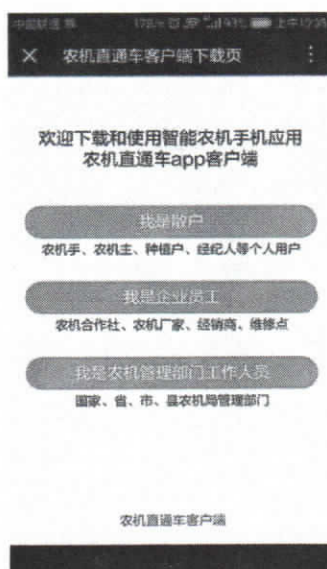 × 农机直通车客户端下载页
欢迎下载和使用智能农机手机应用
农机直通车app客户端
我是散户
农机手、农机主、种植户、经纪人等个人用户
我是企业员工
农机合作社、农机厂家、经销商、维修点
我是农机管理部门工作人员
国家、省、市、县农机局管理部门
农机直通车客户端